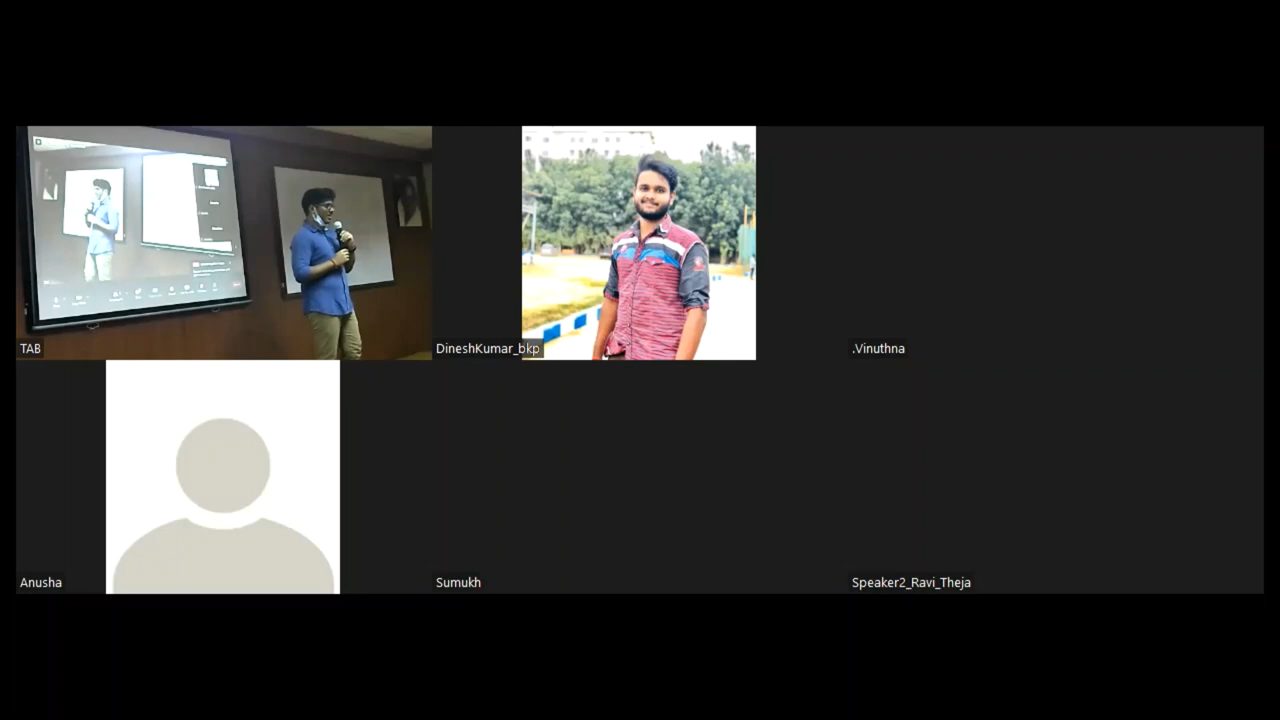 TAB
DineshKumar_bkp
.Vinuthna
Anusha
Sumukh
Speaker2_Ravi_Theja